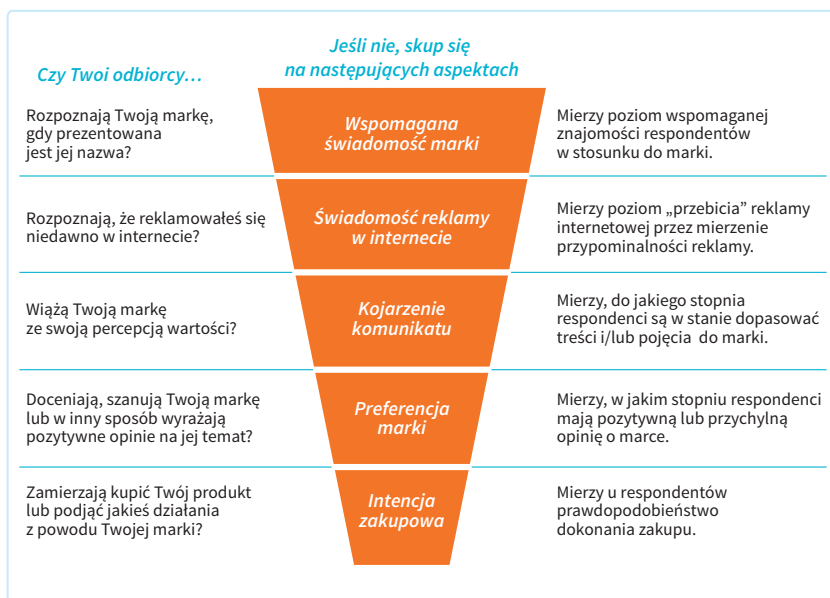 Czy Twoi odbiorcy…
Jeśli nie, skup się
na następujących aspektach
Rozpoznają Twoją markę,
gdy prezentowana
jest jej nazwa?
Wspomagana
świadomość marki
Mierzy poziom wspomaganej
znajomości respondentów
w stosunku do marki.
Rozpoznają, że reklamowałeś się
niedawno w internecie?
Świadomość reklamy
w internecie
Mierzy poziom „przebicia” reklamy
internetowej przez mierzenie
przypominalności reklamy.
Wiążą Twoją markę
ze swoją percepcją wartości?
Kojarzenie
komunikatu
Mierzy, do jakiego stopnia
respondenci są w stanie dopasować
treści i/lub pojęcia do marki.
Doceniają, szanują Twoją markę
lub w inny sposób wyrażają
pozytywne opinie na jej temat?
Preferencja
marki
Mierzy, w jakim stopniu respondenci
mają pozytywną lub przychylną
opinię o marce.
Zamierzają kupić Twój produkt
lub podjąć jakieś działania
z powodu Twojej marki?
Intencja
zakupowa
Mierzy u respondentów
prawdopodobieństwo
dokonania zakupu.